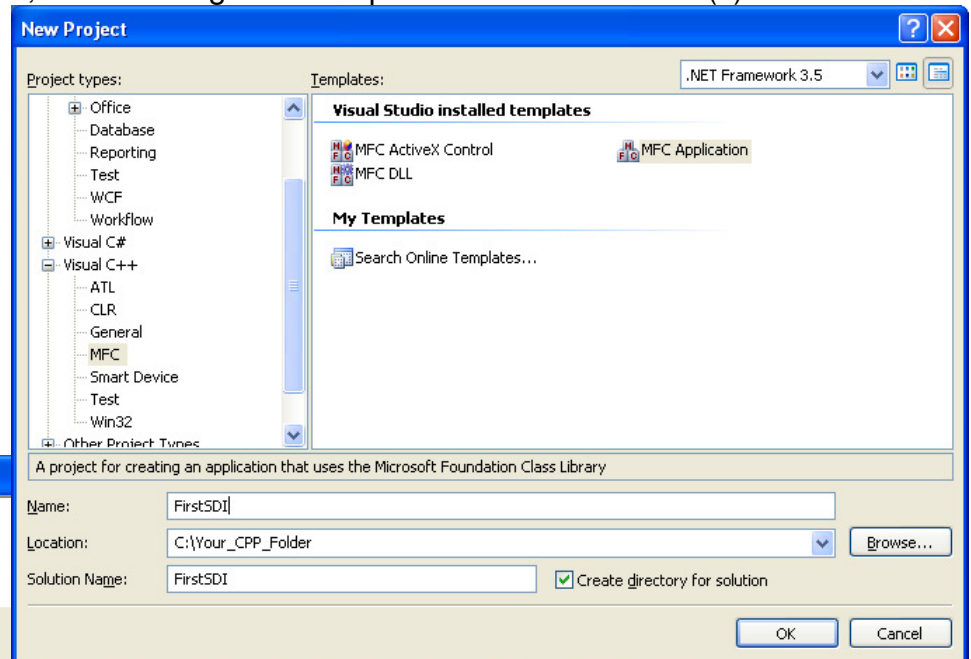 New Project
Project types:
Templates:
.NET Framework 3.5
Office
Database
Reporting
Test
WCF
Workflow
Visual C#
Visual C++
ATL
CLR
General
MFC
Smart Device
Test
Win32
Other Project Types
Visual Studio installed templates
MFC ActiveX Control
MFC Application
MFC DLL
My Templates
Search Online Templates...
A project for creating an application that uses the Microsoft Foundation Class Library
Name:
FirstSDI
Location:
C:\Your_CPP_Folder
Browse...
Solution Name:
FirstSDI
Create directory for solution
OK
Cancel